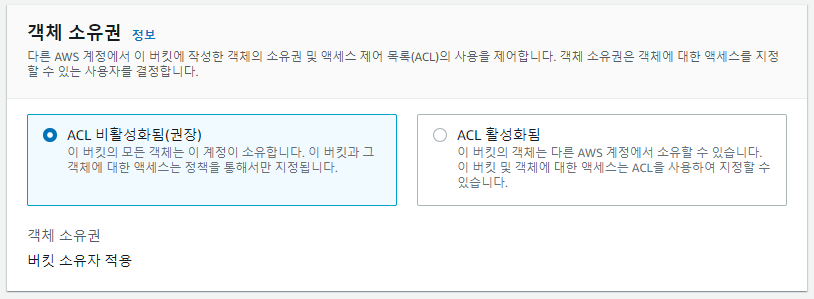 객체 소유권 정보
다른 AWS 계정에서 이 버킷에 작성한 객체의 소유권 및 액세스 제어 목록(ACL)의 사용을 제어합니다. 객체 소유권은 객체에 대한 액세스를 지정
할 수 있는 사용자를 결정합니다.
ACL 비활성화됨(권장)
이 버킷의 모든 객체는 이 계정이 소유합니다. 이 버킷과 그
객체에 대한 액세스는 정책을 통해서만 지정됩니다.
ACL 활성화됨
이 버킷의 객체는 다른 AWS 계정에서 소유할 수 있습니다.
이 버킷 및 객체에 대한 액세스는 ACL을 사용하여 지정할 수
있습니다.
객체 소유권
버킷 소유자 적용